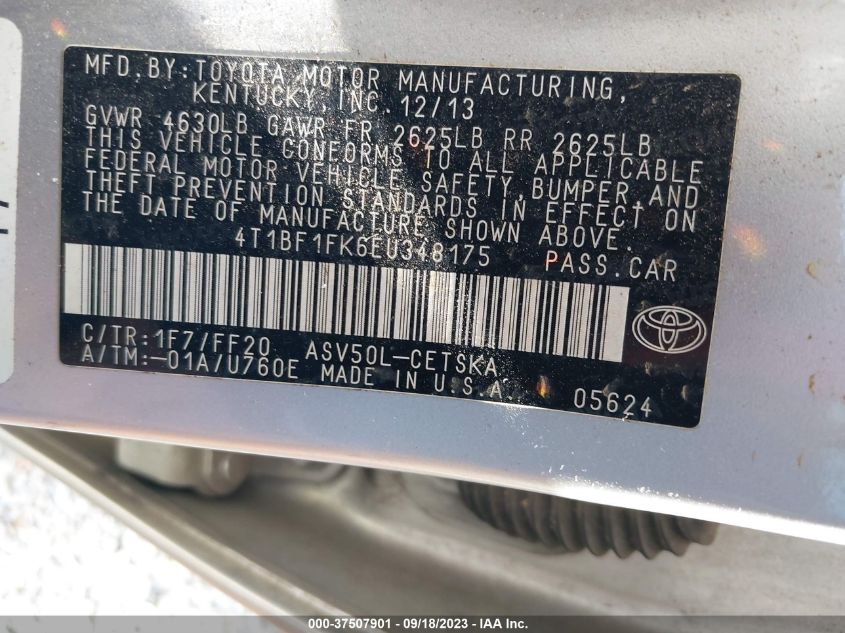 MFD. BY: TOYOTA MOTOR MANUFACTURING,
KENTUCKY, INC. 12/13
GVWR 4630LB GAWR FR 2625LB RR 2625LB
THIS VEHICLE CONFORMS TO ALL APPLICABLE
FEDERAL MOTOR VEHICLE SAFETY, BUMPER, AND
THEFT PREVENTION STANDARDS IN EFFECT ON
THE DATE OF MANUFACTURE SHOWN ABOVE.
4T1BF1FK6EU348175 PASS.CAR
C/TR: 1F7/FF20 ASV50L-CETSKA
A/TM:-01A/U760E MADE IN U.S.A. 05624
000-37507901 - 09/18/2023 - IAA Inc.